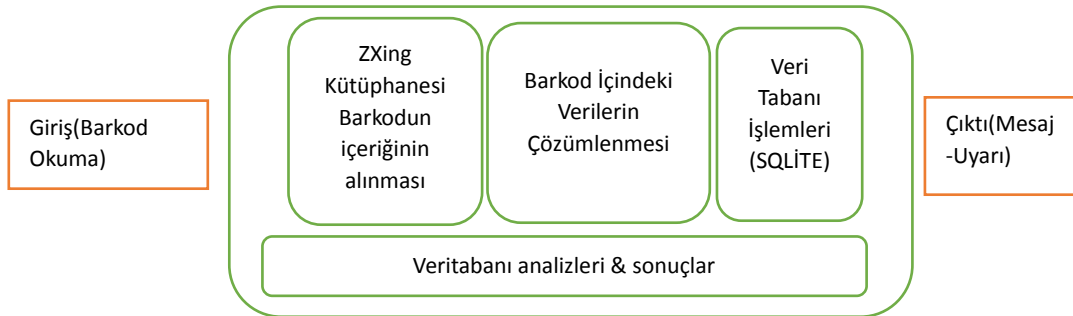 Giriş(Barkod
Okuma)
ZXing
Kütüphanesi
Barkodun
içeriğinin
alınması
Barkod İçindeki
Verilerin
Çözümlenmesi
Veri
Tabanı
İşlemleri
(SQLİTE)
Çıktı(Mesaj
-Uyarı)
Veritabanı analizleri & sonuçlar